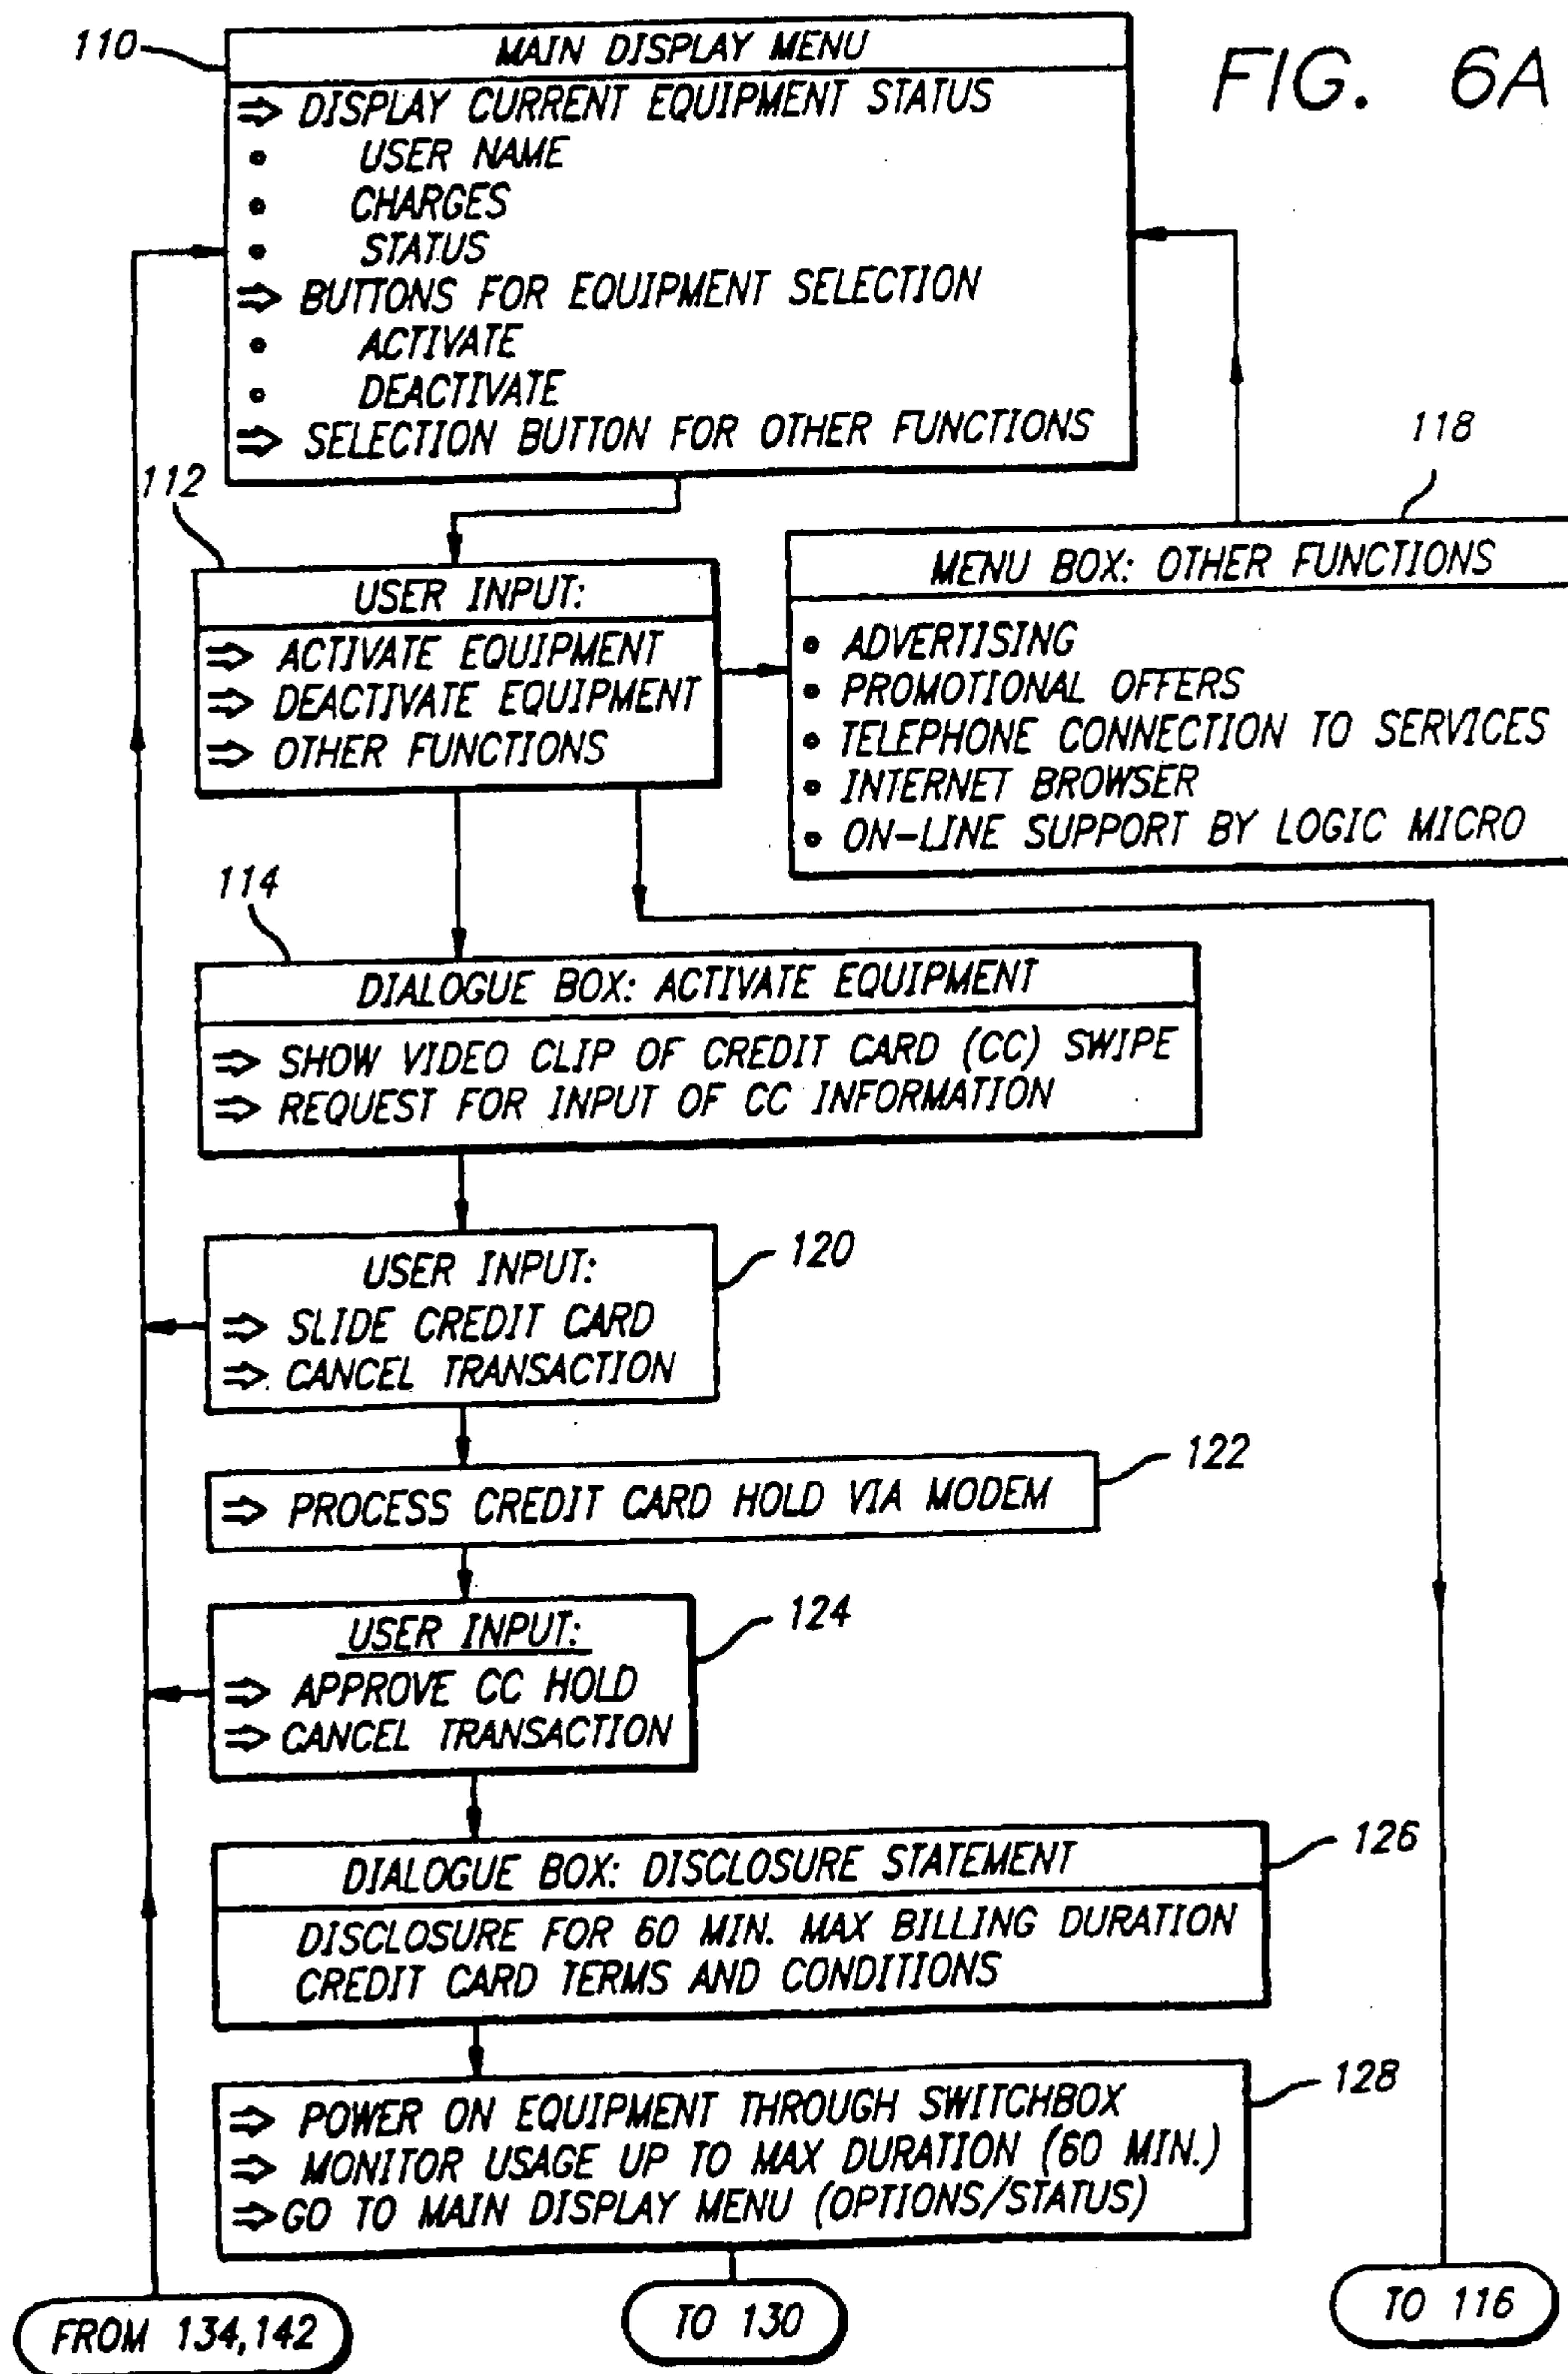 FIG. 6A
110
MAIN DISPLAY MENU
⇒ DISPLAY CURRENT EQUIPMENT STATUS
• USER NAME
• CHARGES
• STATUS
⇒ BUTTONS FOR EQUIPMENT SELECTION
• ACTIVATE
• DEACTIVATE
⇒ SELECTION BUTTON FOR OTHER FUNCTIONS
112
USER INPUT:
⇒ ACTIVATE EQUIPMENT
⇒ DEACTIVATE EQUIPMENT
⇒ OTHER FUNCTIONS
118
MENU BOX: OTHER FUNCTIONS
• ADVERTISING
• PROMOTIONAL OFFERS
• TELEPHONE CONNECTION TO SERVICES
• INTERNET BROWSER
• ON-LINE SUPPORT BY LOGIC MICRO
114
DIALOGUE BOX: ACTIVATE EQUIPMENT
⇒ SHOW VIDEO CLIP OF CREDIT CARD (CC) SWIPE
⇒ REQUEST FOR INPUT OF CC INFORMATION
120
USER INPUT:
⇒ SLIDE CREDIT CARD
⇒ CANCEL TRANSACTION
122
⇒ PROCESS CREDIT CARD HOLD VIA MODEM
124
USER INPUT:
⇒ APPROVE CC HOLD
⇒ CANCEL TRANSACTION
126
DIALOGUE BOX: DISCLOSURE STATEMENT
DISCLOSURE FOR 60 MIN. MAX BILLING DURATION
CREDIT CARD TERMS AND CONDITIONS
128
⇒ POWER ON EQUIPMENT THROUGH SWITCHBOX
⇒ MONITOR USAGE UP TO MAX DURATION (60 MIN.)
⇒ GO TO MAIN DISPLAY MENU (OPTIONS/STATUS)
FROM 134,142
TO 130
TO 116